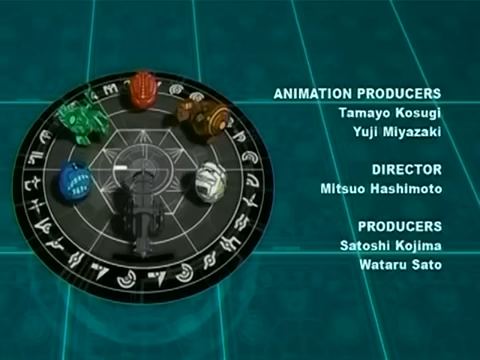 ANIMATION PRODUCERS
Tamayo Kosugi
Yuji Miyazaki
DIRECTOR
Mitsuo Hashimoto
PRODUCERS
Satoshi Kojima
Wataru Sato